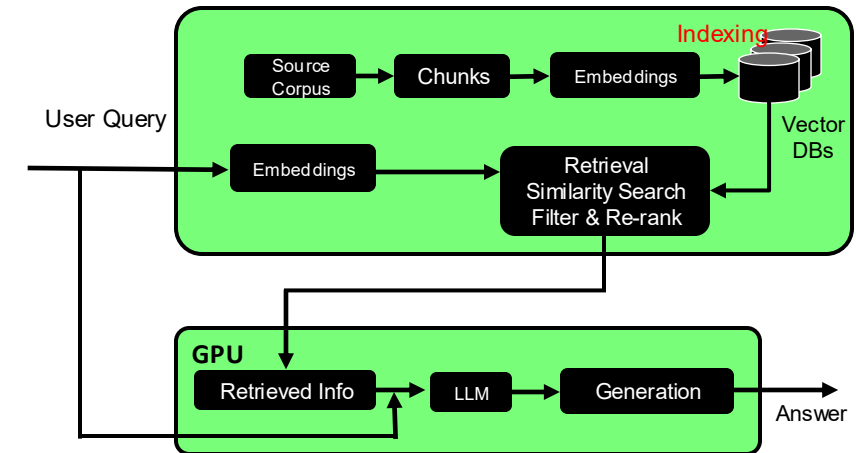 Indexing
Source
Corpus
Chunks
Embeddings
User Query
Vector
DBs
Embeddings
Retrieval
Similarity Search
Filter & Re-rank
GPU
Retrieved Info
LLM
Generation
Answer